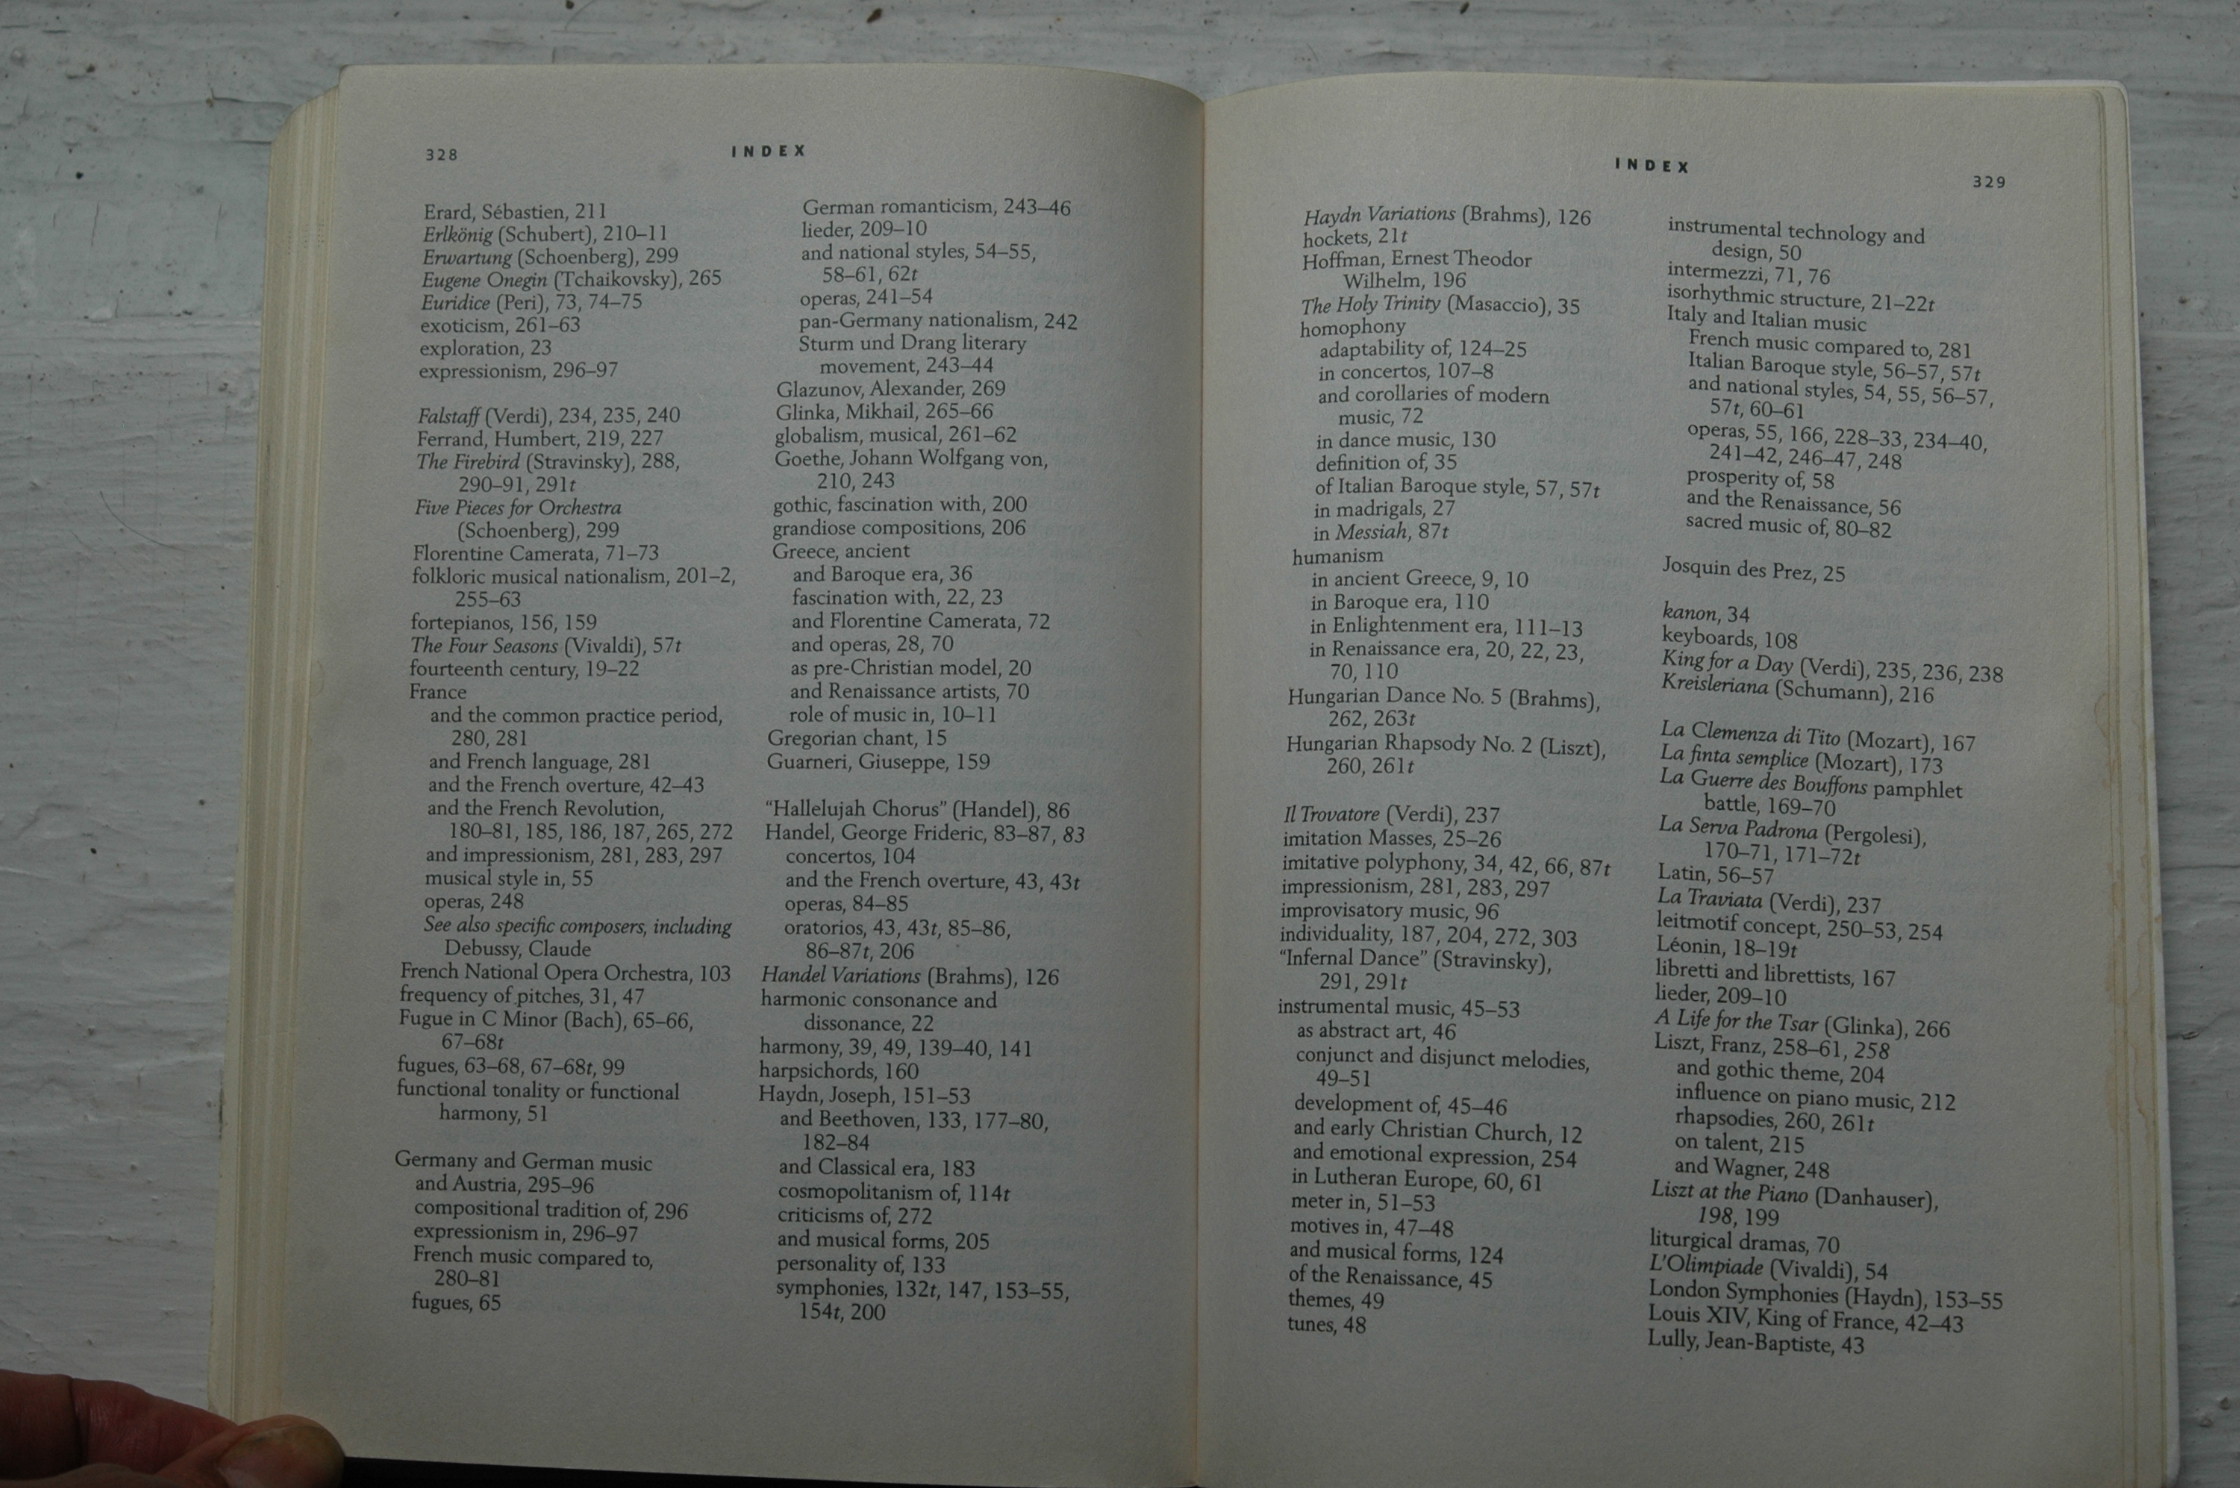 328
INDEX
Erard, Sébastien, 211
Erlkönig (Schubert), 210–11
Erwartung (Schoenberg), 299
Eugene Onegin (Tchaikovsky), 265
Euridice (Peri), 73, 74–75
exoticism, 261–63
exploration, 23
expressionism, 296–97
Falstaff (Verdi), 234, 235, 240
Ferrand, Humbert, 219, 227
The Firebird (Stravinsky), 288,
290–91, 291t
Five Pieces for Orchestra
(Schoenberg), 299
Florentine Camerata, 71–73
folkloric musical nationalism, 201–2,
255–63
fortepianos, 156, 159
The Four Seasons (Vivaldi), 57t
fourteenth century, 19–22
France
and the common practice period,
280, 281
and French language, 281
and the French overture, 42–43
and the French Revolution,
180–81, 185, 186, 187, 265, 272
and impressionism, 281, 283, 297
musical style in, 55
operas, 248
See also specific composers, including
Debussy, Claude
French National Opera Orchestra, 103
frequency of pitches, 31, 47
Fugue in C Minor (Bach), 65–66,
67–68t
fugues, 63–68, 67–68t, 99
functional tonality or functional
harmony, 51
Germany and German music
and Austria, 295–96
compositional tradition of, 296
expressionism in, 296–97
French music compared to,
280–81
fugues, 65
German romanticism, 243–46
lieder, 209–10
and national styles, 54–55,
58–61, 62t
operas, 241–54
pan-Germany nationalism, 242
Sturm und Drang literary
movement, 243–44
Glazunov, Alexander, 269
Glinka, Mikhail, 265–66
globalism, musical, 261–62
Goethe, Johann Wolfgang von,
210, 243
gothic, fascination with, 200
grandiose compositions, 206
Greece, ancient
and Baroque era, 36
fascination with, 22, 23
and Florentine Camerata, 72
and operas, 28, 70
as pre-Christian model, 20
and Renaissance artists, 70
role of music in, 10–11
Gregorian chant, 15
Guarneri, Giuseppe, 159
“Hallelujah Chorus” (Handel), 86
Handel, George Frideric, 83–87, 83
concertos, 104
and the French overture, 43, 43t
operas, 84–85
oratorios, 43, 43t, 85–86,
86–87t, 206
Handel Variations (Brahms), 126
harmonic consonance and
dissonance, 22
harmony, 39, 49, 139–40, 141
harpsichords, 160
Haydn, Joseph, 151–53
and Beethoven, 133, 177–80,
182–84
and Classical era, 183
cosmopolitanism of, 114t
criticisms of, 272
and musical forms, 205
personality of, 133
symphonies, 132t, 147, 153–55,
154t, 200
INDEX
329
Haydn Variations (Brahms), 126
hockets, 21t
Hoffman, Ernest Theodor
Wilhelm, 196
The Holy Trinity (Masaccio), 35
homophony
adaptability of, 124–25
in concertos, 107–8
and corollaries of modern
music, 72
in dance music, 130
definition of, 35
of Italian Baroque style, 57, 57t
in madrigals, 27
in Messiah, 87t
humanism
in ancient Greece, 9, 10
in Baroque era, 110
in Enlightenment era, 111–13
in Renaissance era, 20, 22, 23,
70, 110
Hungarian Dance No. 5 (Brahms),
262, 263t
Hungarian Rhapsody No. 2 (Liszt),
260, 261t
Il Trovatore (Verdi), 237
imitation Masses, 25–26
imitative polyphony, 34, 42, 66, 87t
impressionism, 281, 283, 297
improvisatory music, 96
individuality, 187, 204, 272, 303
“Infernal Dance” (Stravinsky),
291, 291t
instrumental music, 45–53
as abstract art, 46
conjunct and disjunct melodies,
49–51
development of, 45–46
and early Christian Church, 12
and emotional expression, 254
in Lutheran Europe, 60, 61
meter in, 51–53
motives in, 47–48
and musical forms, 124
of the Renaissance, 45
themes, 49
tunes, 48
instrumental technology and
design, 50
intermezzi, 71, 76
isorhythmic structure, 21–22t
Italy and Italian music
French music compared to, 281
Italian Baroque style, 56–57, 57t
and national styles, 54, 55, 56–57,
57t, 60–61
operas, 55, 166, 228–33, 234–40,
241–42, 246–47, 248
prosperity of, 58
and the Renaissance, 56
sacred music of, 80–82
Josquin des Prez, 25
kanon, 34
keyboards, 108
King for a Day (Verdi), 235, 236, 238
Kreisleriana (Schumann), 216
La Clemenza di Tito (Mozart), 167
La finta semplice (Mozart), 173
La Guerre des Bouffons pamphlet
battle, 169–70
La Serva Padrona (Pergolesi),
170–71, 171–72t
Latin, 56–57
La Traviata (Verdi), 237
leitmotif concept, 250–53, 254
Léonin, 18–19t
libretti and librettists, 167
lieder, 209–10
A Life for the Tsar (Glinka), 266
Liszt, Franz, 258–61, 258
and gothic theme, 204
influence on piano music, 212
rhapsodies, 260, 261t
on talent, 215
and Wagner, 248
Liszt at the Piano (Danhauser),
198, 199
liturgical dramas, 70
L’Olimpiade (Vivaldi), 54
London Symphonies (Haydn), 153–55
Louis XIV, King of France, 42–43
Lully, Jean-Baptiste, 43